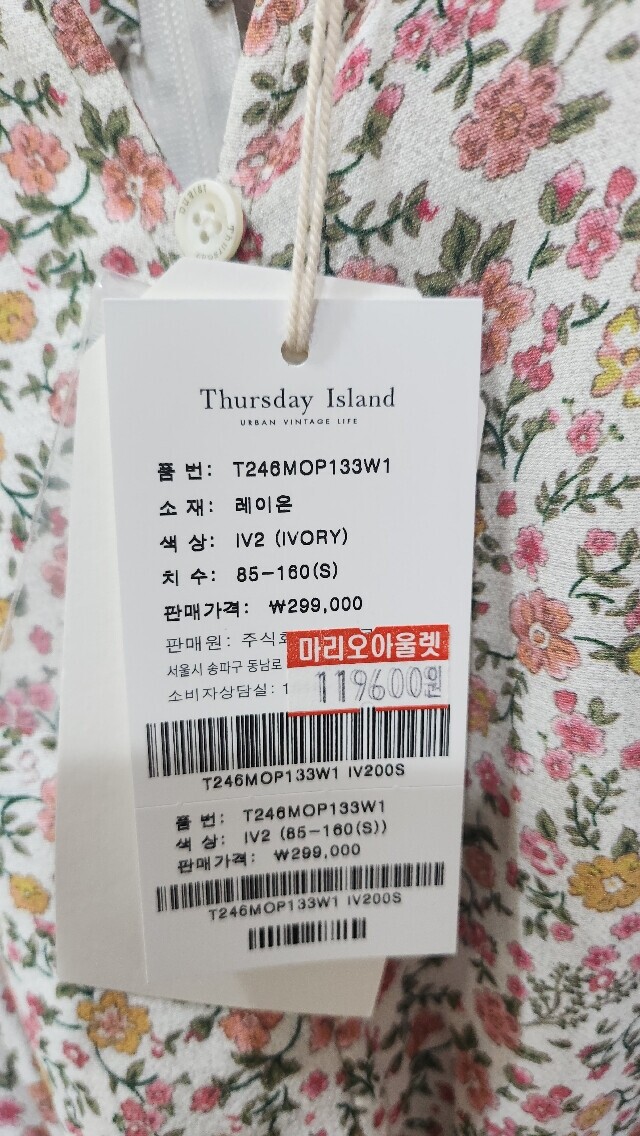 Thursday Island
URBAN VINTAGE LIFE
품 번: T246MOP133W1
소 재: 레이온
색 상: IV2 (IVORY)
치 수: 85-160(S)
판매가격: ₩299,000
판매원: 주식회
마리오아울렛
서울시 송파구 동남로
119600원
소비자상담실: 1
T246MOP133W1 IV200S
품 번: T246MOP133W1
색 상: IV2 (85-160(S))
판매가격: ₩299,000
T246MOP133W1 IV200S